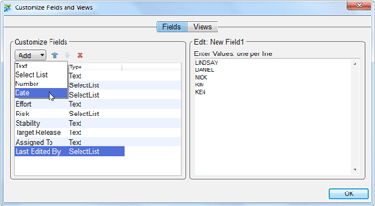 Customize Fields and Views
Fields Views
Customize Fields
Add
Text
Select List
Number
Date
Type
Text
SelectList
Text
SelectList
Effort Text
Risk SelectList
Stability Text
Target Release Text
Assigned To Text
Last Edited By SelectList
Edit: New Field1
Enter Values: one per line
LINDSAY
DANIEL
NICK
KEN
OK